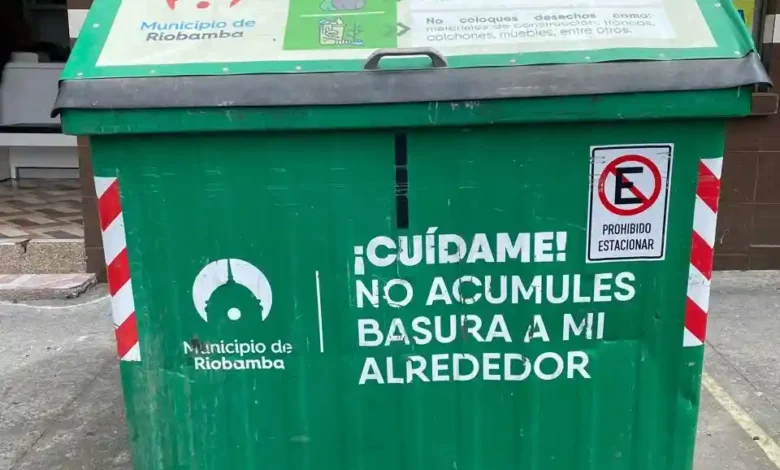 Municipio de
Riobamba
No coloques desechos como:
materiales de construcción, troncos,
colchones, muebles, entre otros.
E
PROHIBIDO
ESTACIONAR
¡CUÍDAME!
NO ACUMULES
BASURA A MI
ALREDEDOR
Municipio de
Riobamba